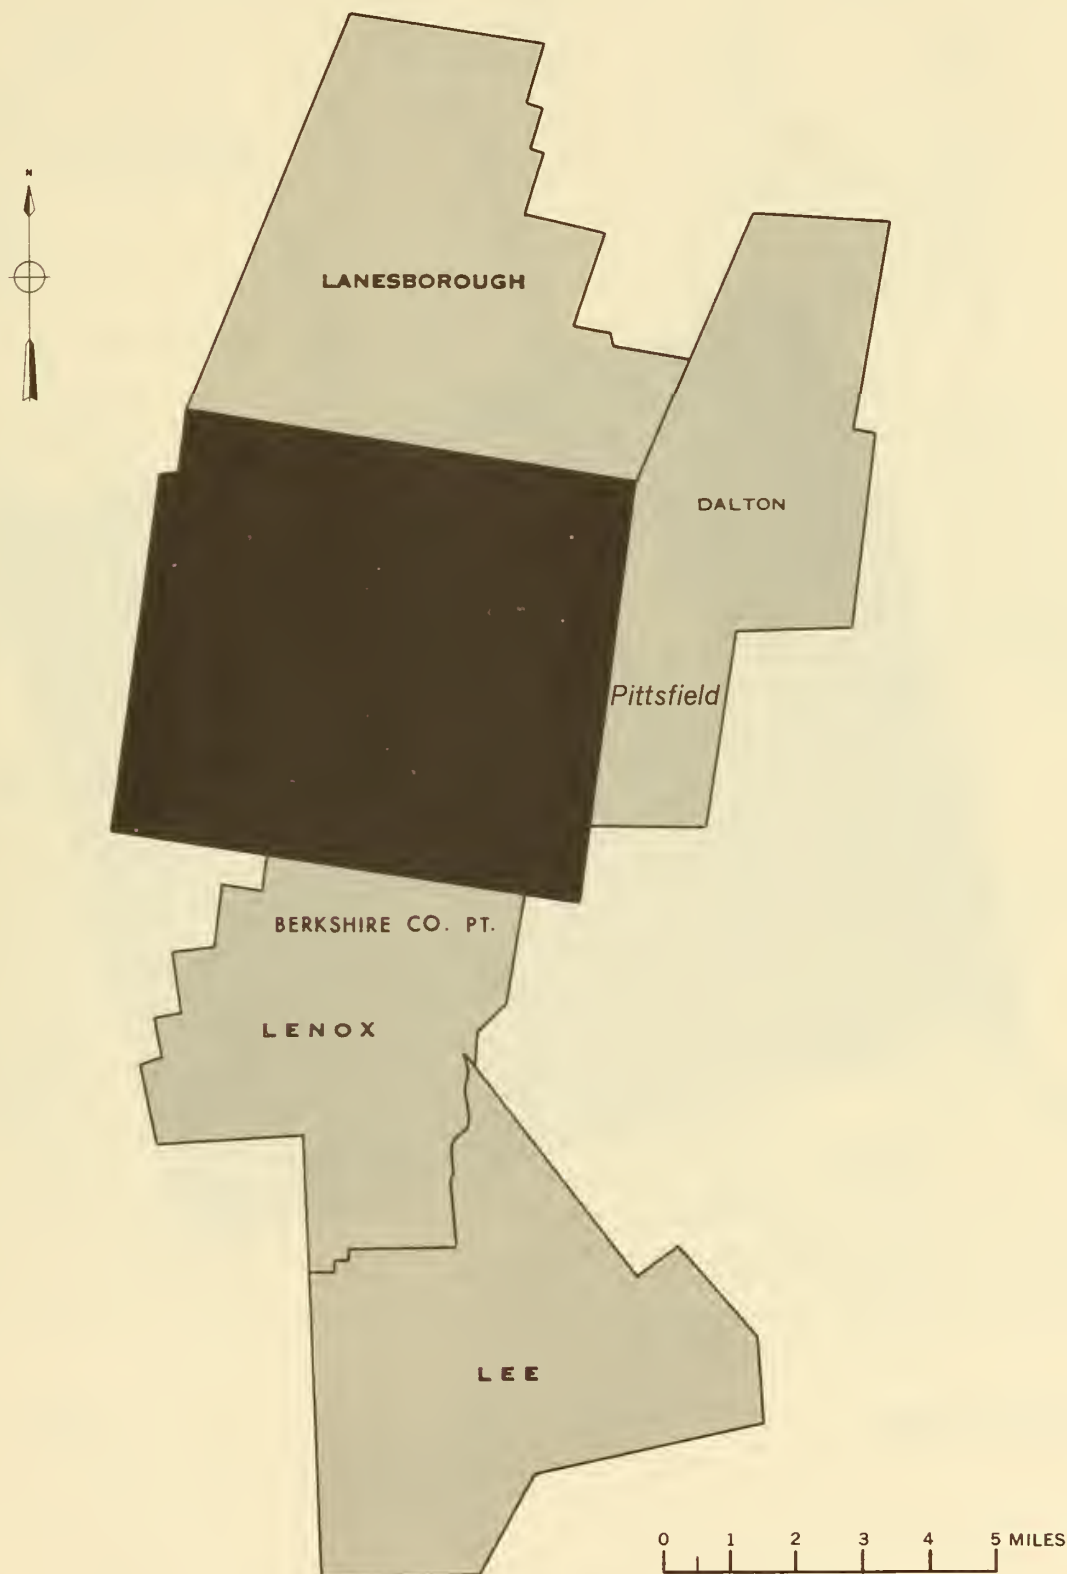 N
LANESBOROUGH
DALTON
Pittsfield
BERKSHIRE CO. PT.
LENOX
LEE
0 1 2 3 4 5 MILES